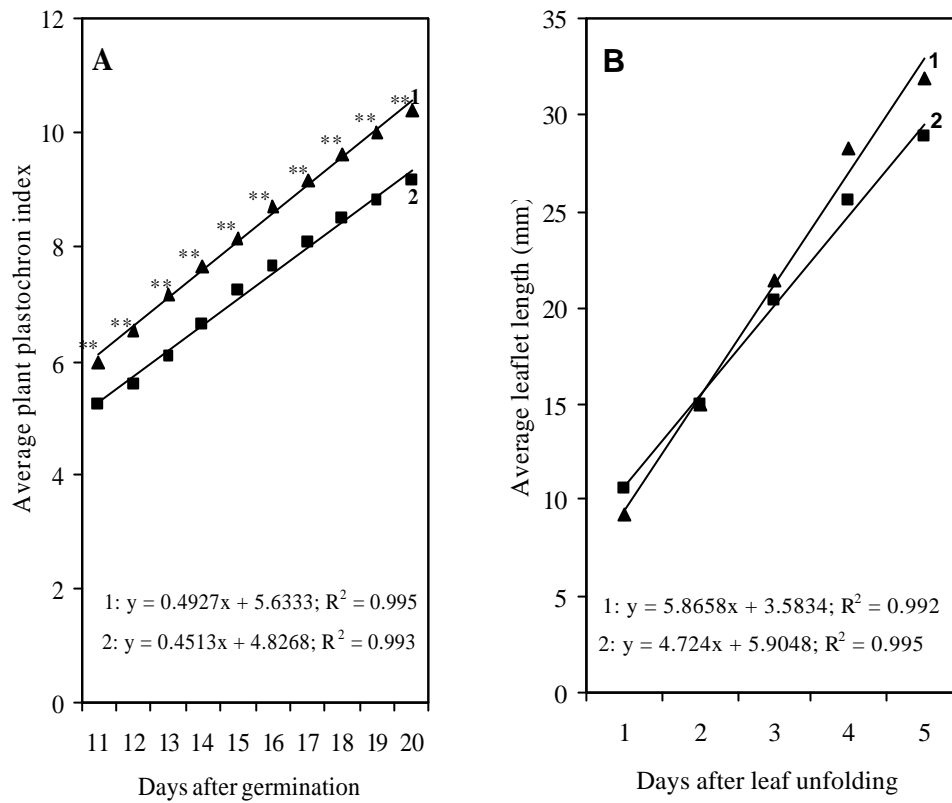 12
10
8
6
4
2
0
Average plant plastochron index
A
**
**
**
**
**
**
**
**
**
**
1
2
1: y = 0.4927x + 5.6333; R² = 0.995
2: y = 0.4513x + 4.8268; R² = 0.993
11 12 13 14 15 16 17 18 19 20
Days after germination
35
30
25
20
15
10
5
0
Average leaflet length (mm)
B
1
2
1: y = 5.8658x + 3.5834; R² = 0.992
2: y = 4.724x + 5.9048; R² = 0.995
1 2 3 4 5
Days after leaf unfolding